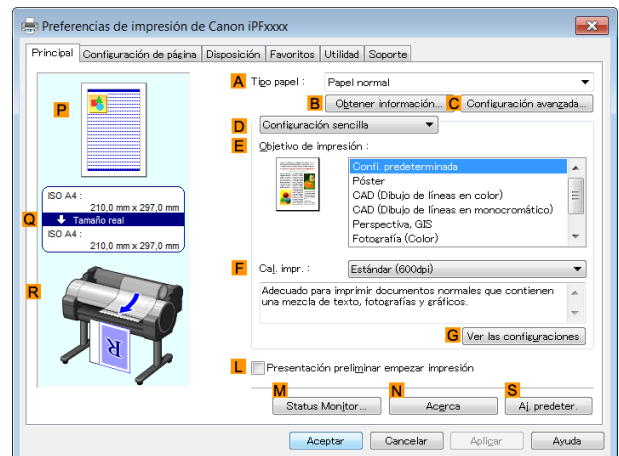 Preferencias de impresión de Canon iPFxxxx
Principal Configuración de página Disposición Favoritos Utilidad Soporte
A Tipo papel : Papel normal
B Obtener información... C Configuración avanzada...
D Configuración sencilla
E Objetivo de impresión :
Confi. predeterminada
Póster
CAD (Dibujo de líneas en color)
CAD (Dibujo de líneas en monocromático)
Perspectiva, GIS
Fotografía (Color)
P
ISO A4 :
210,0 mm x 297,0 mm
Q Tamaño real
ISO A4 :
210,0 mm x 297,0 mm
R
F Cal. impr. : Estándar (600dpi)
Adecuado para imprimir documentos normales que contienen
una mezcla de texto, fotografías y gráficos.
G Ver las configuraciones
L Presentación preliminar empezar impresión
M N S
Status Monitor... Acerca Aj. predeter.
Aceptar Cancelar Aplicar Ayuda